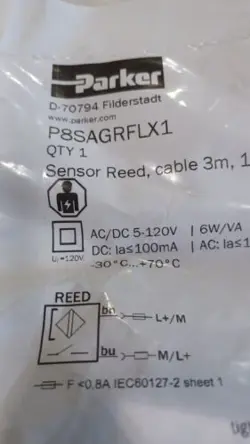 Parker
D-70794 Filderstadt
www.parker.com
P8SAGRFLX1
QTY 1
Sensor Reed, cable 3m, 1
AC/DC 5-120V | 6W/VA
DC: Ia≤100mA | AC: Ia≤1
Ui =120V
-30°C...+70°C
REED
bn L+/M
bu M/L+
F <0.8A IEC60127-2 sheet 1